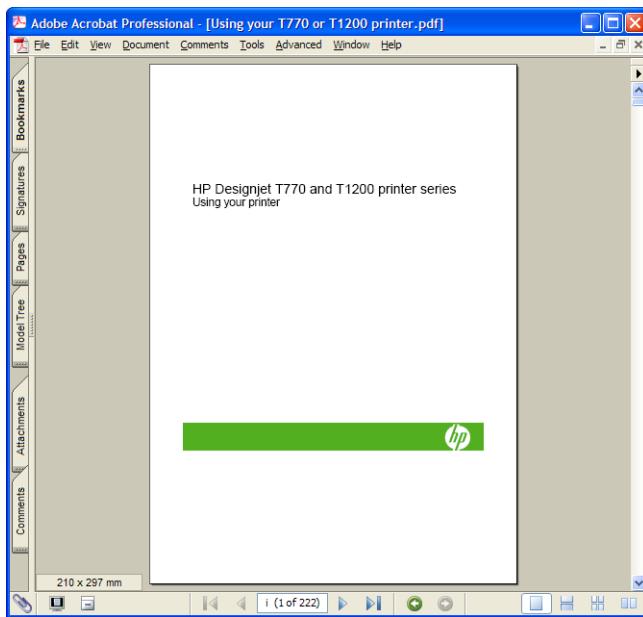 Adobe Acrobat Professional - [Using your T770 or T1200 printer.pdf]
File Edit View Document Comments Tools Advanced Window Help
Bookmarks
Signatures
Pages
Model Tree
Attachments
Comments
HP Designjet T770 and T1200 printer series
Using your printer
hp
210 x 297 mm
i (1 of 222)